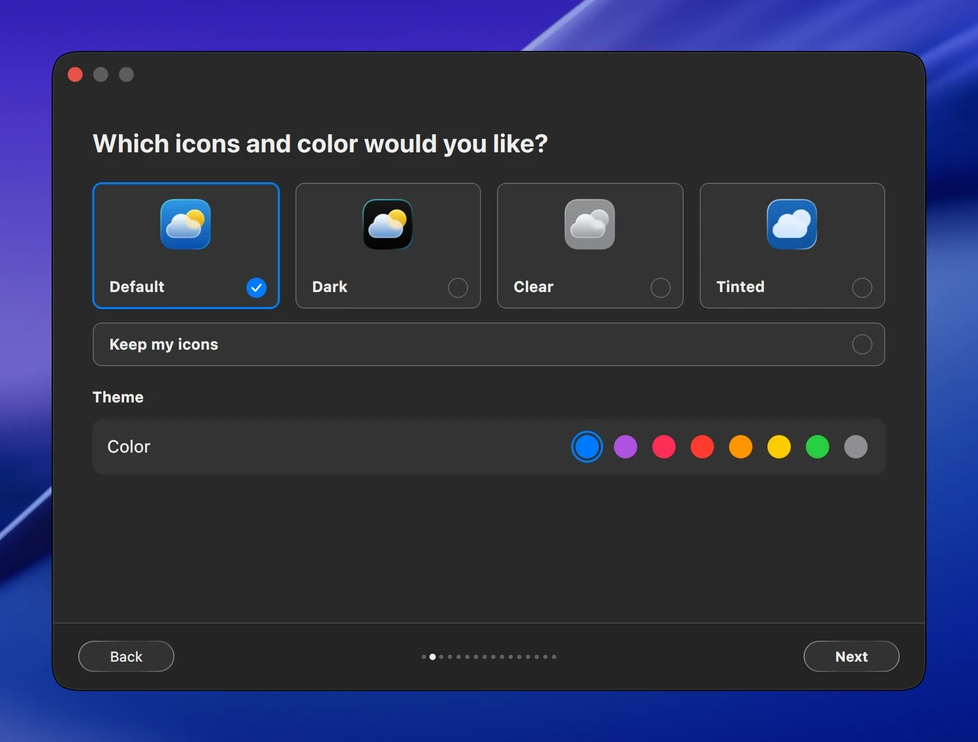 Which icons and color would you like?
Default
Dark
Clear
Tinted
Keep my icons
Theme
Color
Back
Next